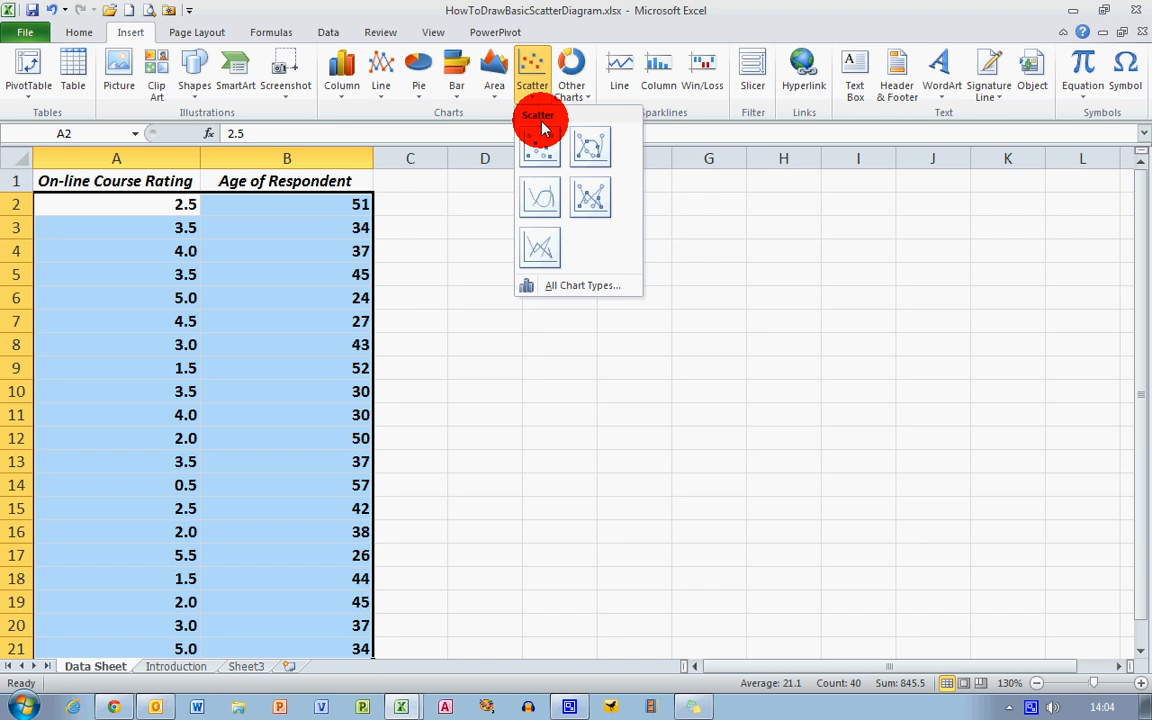 HowToDrawBasicScatterDiagram.xlsx - Microsoft Excel
File Home Insert Page Layout Formulas Data Review View PowerPivot
PivotTable Table Picture Clip Art Shapes SmartArt Screenshot Column Line Pie Bar Area Scatter Other Charts Line Column Win/Loss Slicer Hyperlink Text Box Header & Footer WordArt Signature Line Object Equation Symbol
Tables Illustrations Charts Sparklines Filter Links Text Symbols
Scatter
All Chart Types...
A2 fx 2.5
A B C D E G H I J K L
1 On-line Course Rating Age of Respondent
2 2.5 51
3 3.5 34
4 4.0 37
5 3.5 45
6 5.0 24
7 4.5 27
8 3.0 43
9 1.5 52
10 3.5 30
11 4.0 30
12 2.0 50
13 3.5 37
14 0.5 57
15 2.5 42
16 2.0 38
17 5.5 26
18 1.5 44
19 2.0 45
20 3.0 37
21 5.0 34
Data Sheet Introduction Sheet3
Ready Average: 21.1 Count: 40 Sum: 845.5 130%
14:04